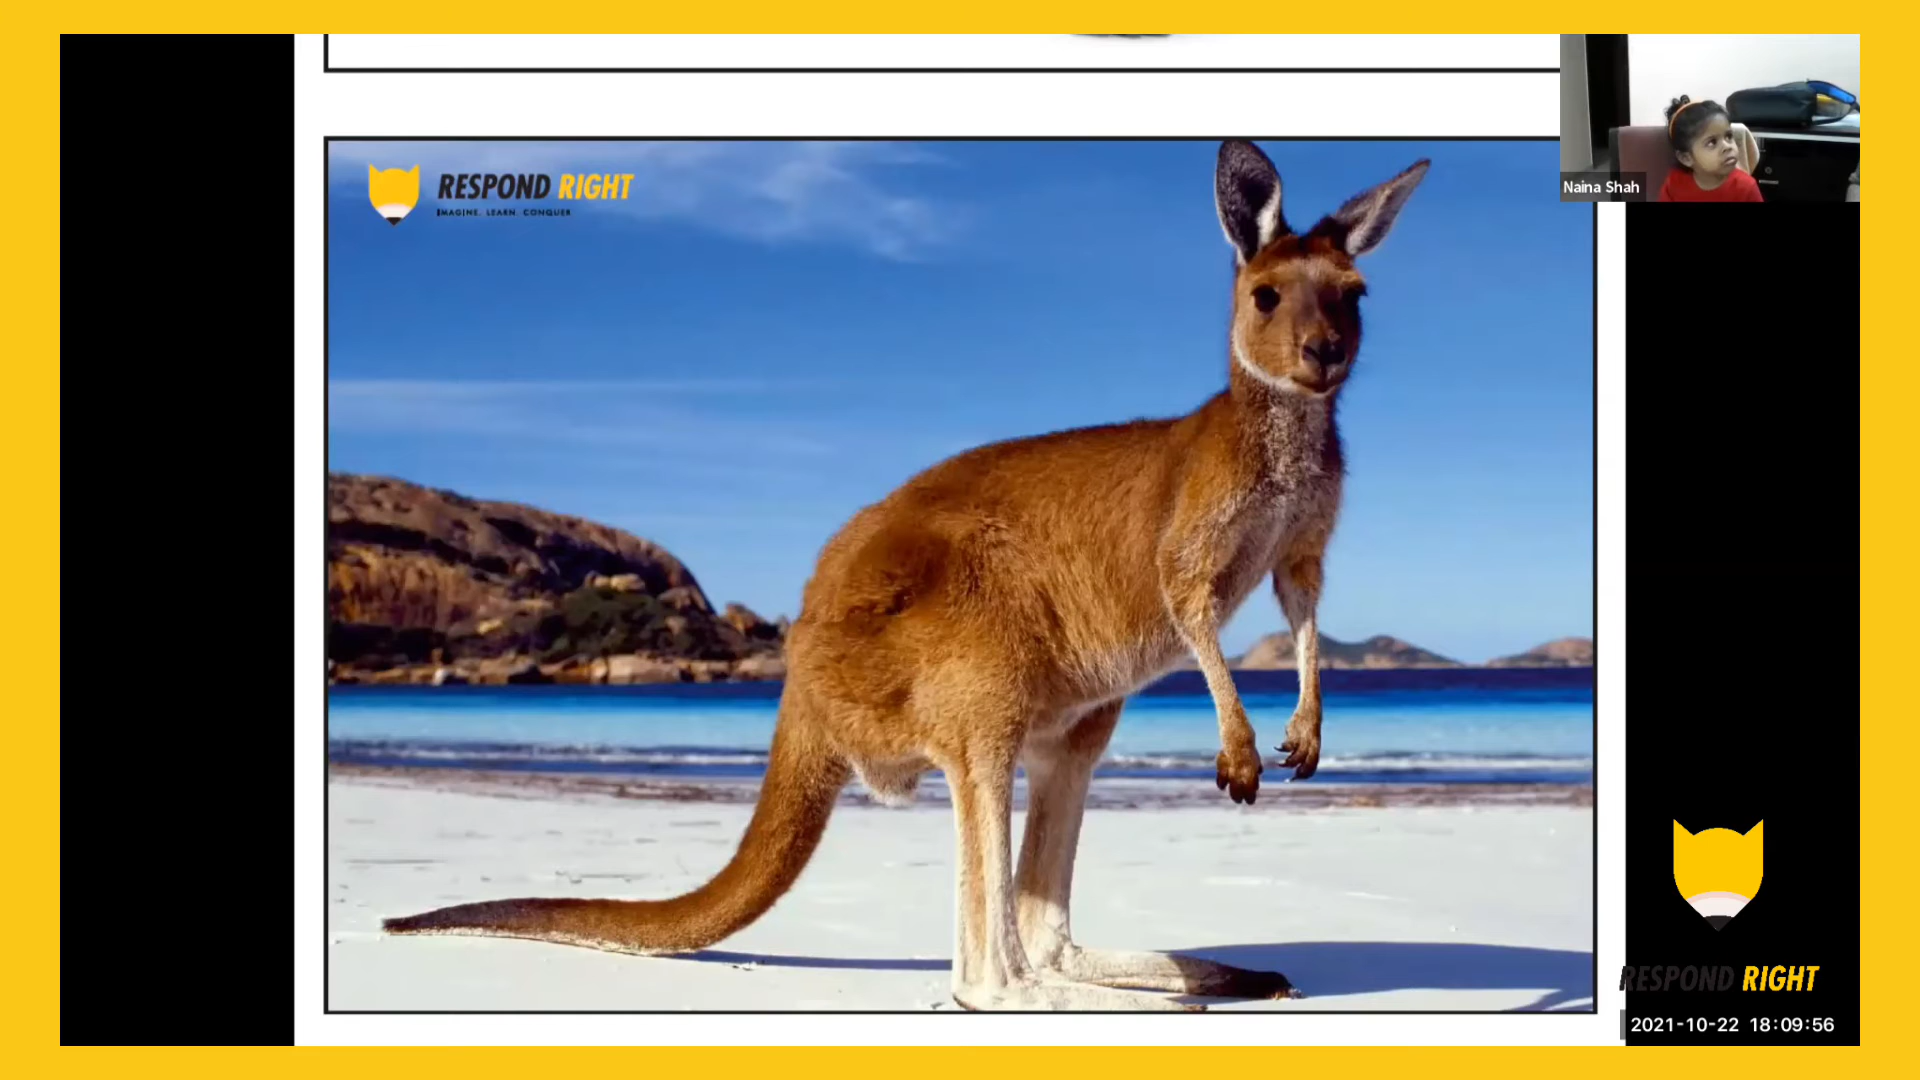 RESPOND RIGHT
IMAGINE. LEARN. CONQUER
Naina Shah
RESPOND RIGHT
2021-10-22 18:09:56